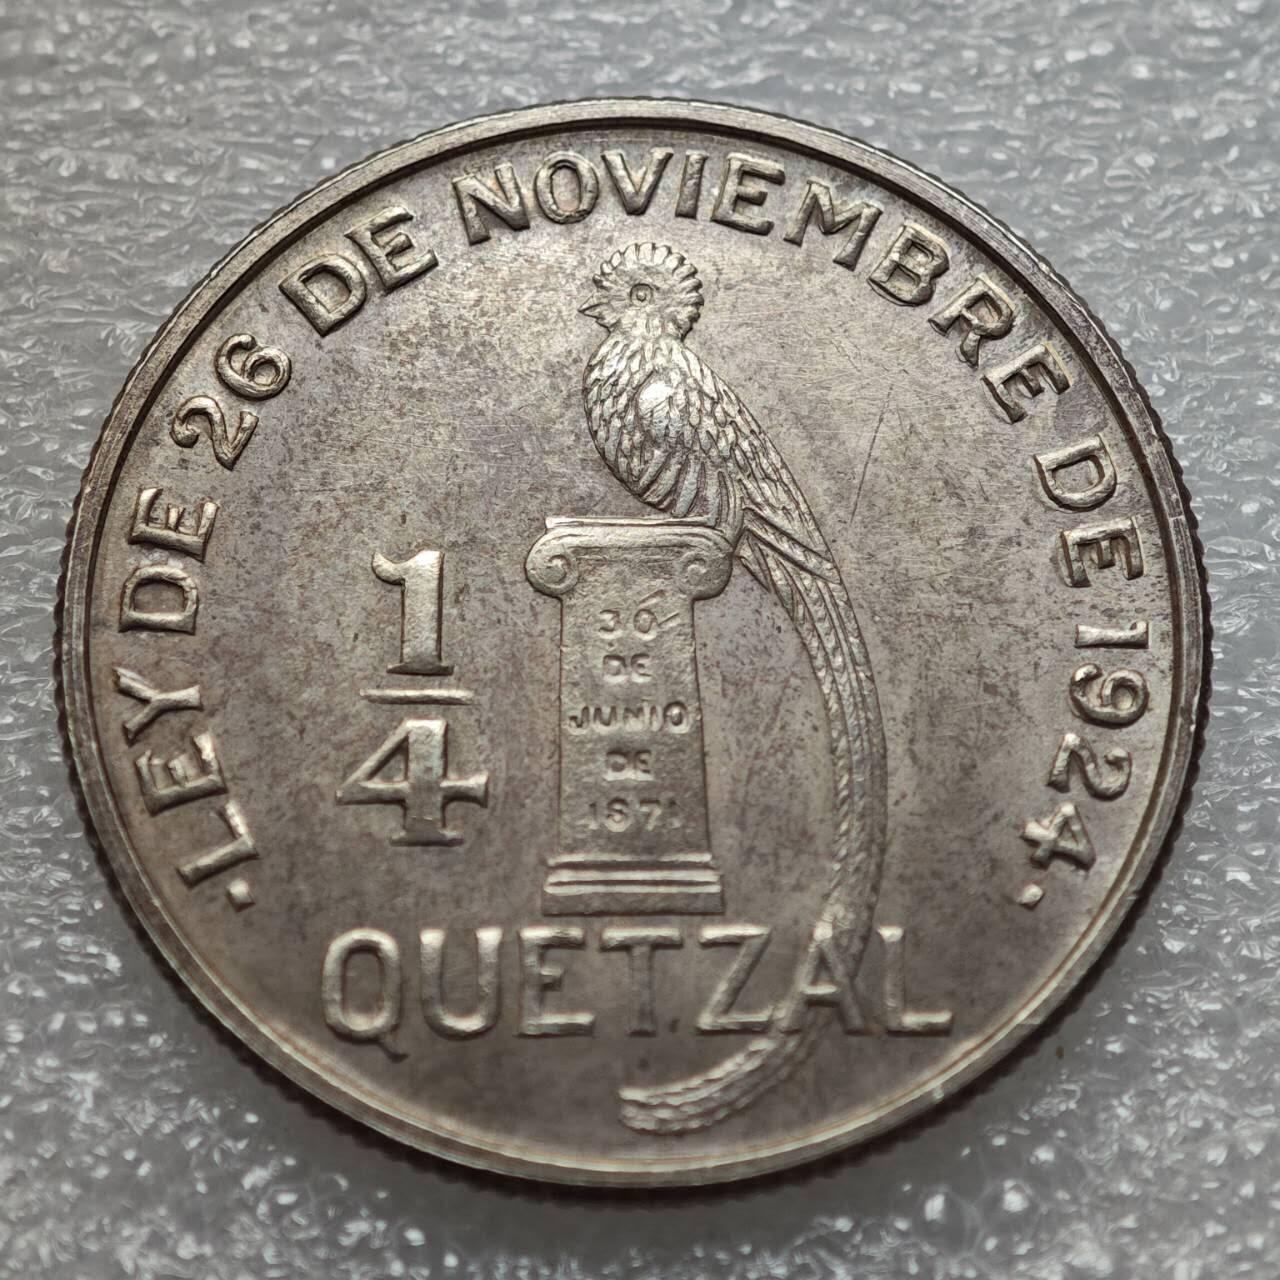 ·LEY DE 26 DE NOVIEMBRE DE 1924·
1/4
30
DE
JUNIO
DE
1871
QUETZAL